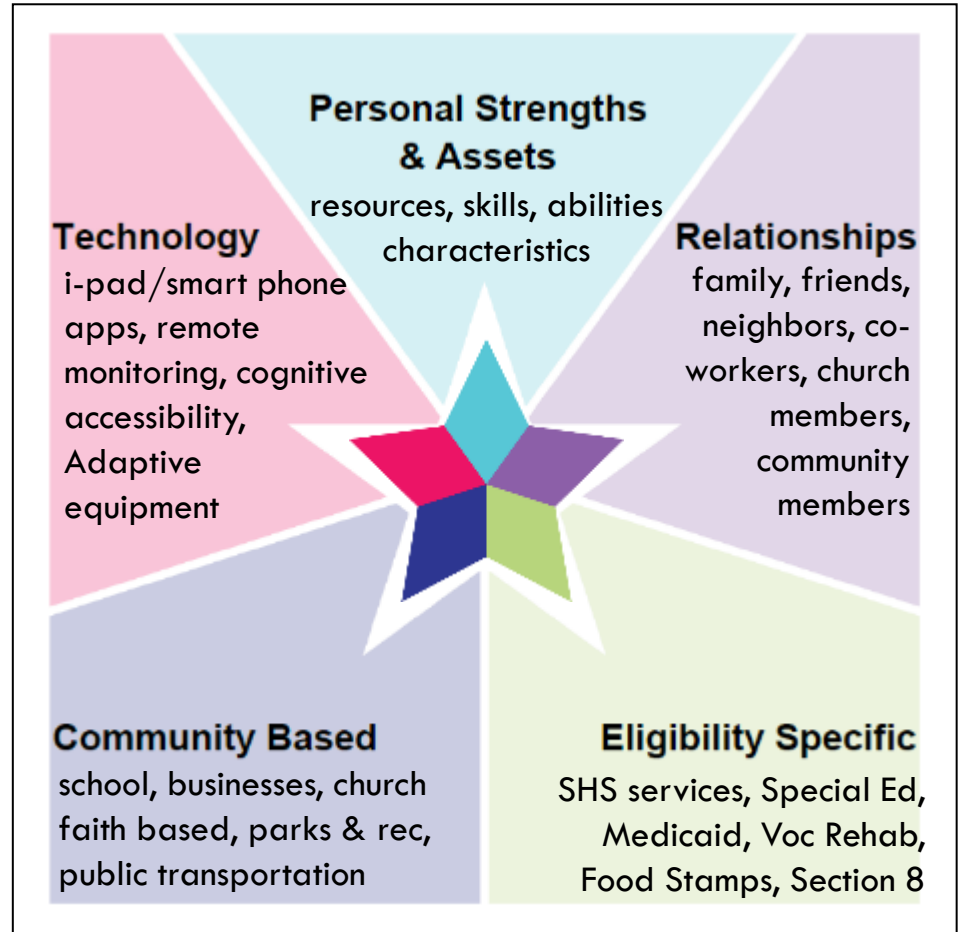 Personal Strengths
& Assets
resources, skills, abilities
characteristics
Technology
i-pad/smart phone
apps, remote
monitoring, cognitive
accessibility,
Adaptive
equipment
Relationships
family, friends,
neighbors, co-
workers, church
members,
community
members
Community Based
school, businesses, church
faith based, parks & rec,
public transportation
Eligibility Specific
SHS services, Special Ed,
Medicaid, Voc Rehab,
Food Stamps, Section 8